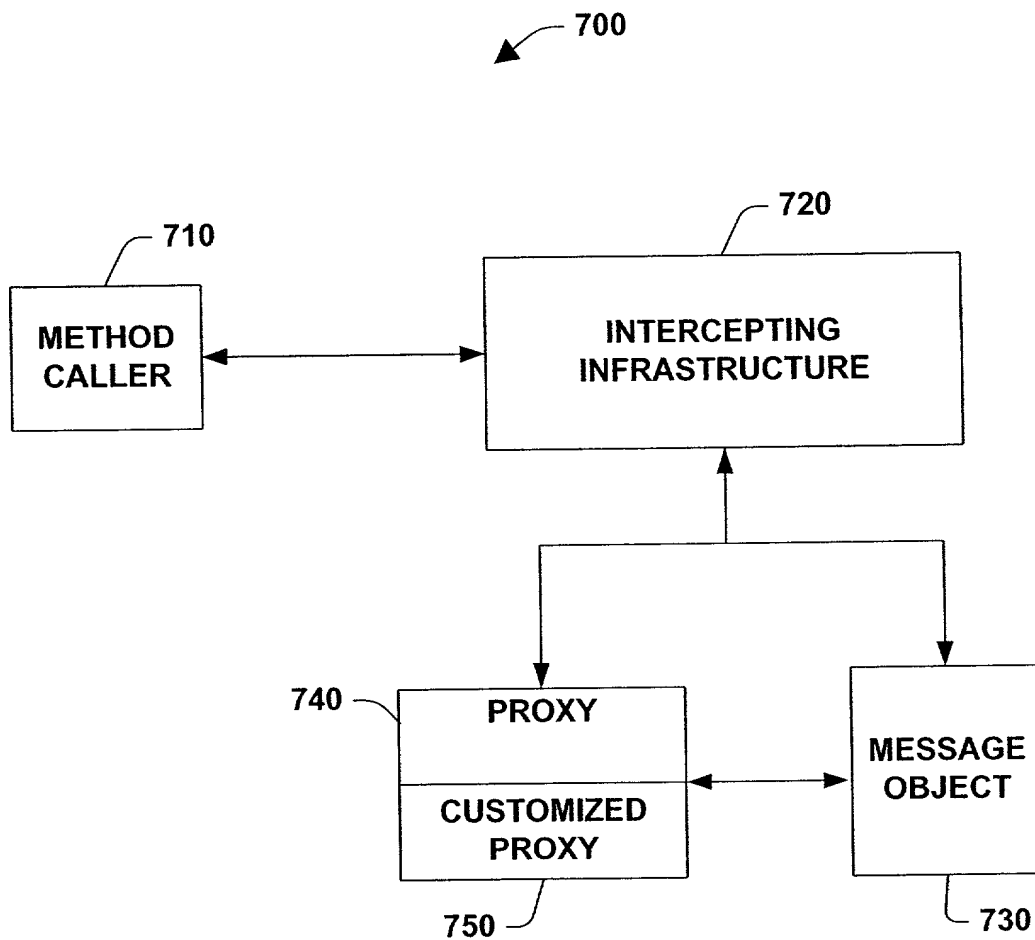 700
720
710
METHOD
CALLER
INTERCEPTING
INFRASTRUCTURE
740
PROXY
CUSTOMIZED
PROXY
MESSAGE
OBJECT
750
730